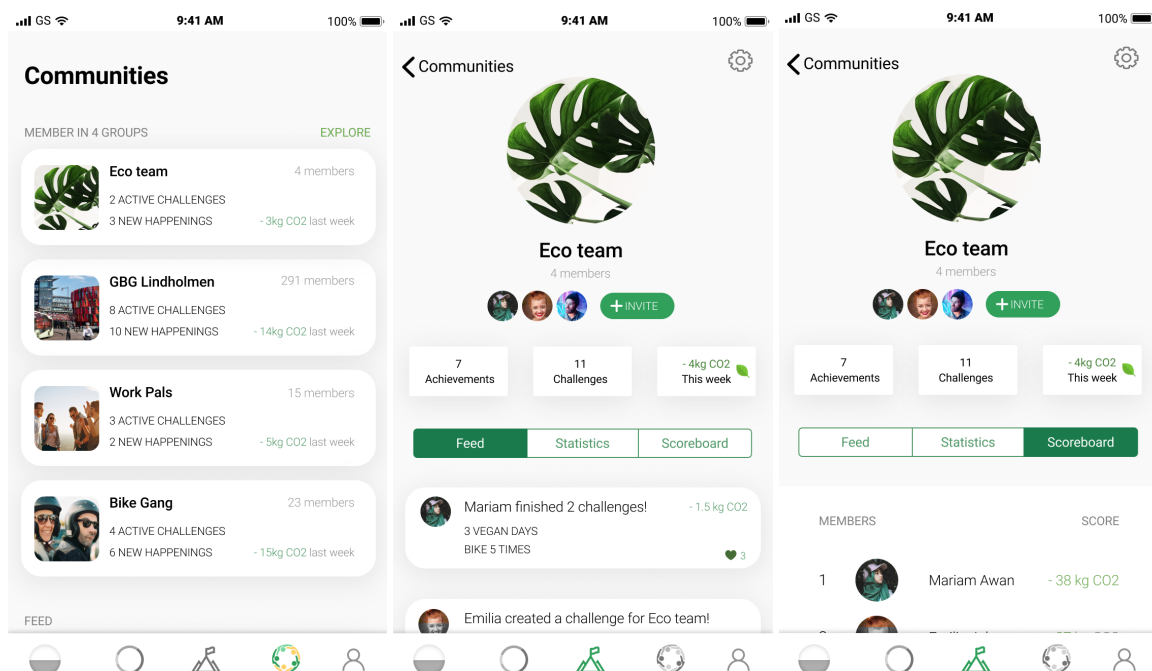 GS 9:41 AM 100%
Communities
MEMBER IN 4 GROUPS EXPLORE
Eco team 4 members
2 ACTIVE CHALLENGES
3 NEW HAPPENINGS - 3kg CO2 last week
GBG Lindholmen 291 members
8 ACTIVE CHALLENGES
10 NEW HAPPENINGS - 14kg CO2 last week
Work Pals 15 members
3 ACTIVE CHALLENGES
2 NEW HAPPENINGS - 5kg CO2 last week
Bike Gang 23 members
4 ACTIVE CHALLENGES
6 NEW HAPPENINGS - 15kg CO2 last week
FEED
GS 9:41 AM 100%
Communities
Eco team
4 members
+INVITE
7 11 - 4kg CO2
Achievements Challenges This week
Feed Statistics Scoreboard
Mariam finished 2 challenges! - 1.5 kg CO2
3 VEGAN DAYS
BIKE 5 TIMES
3
Emilia created a challenge for Eco team!
GS 9:41 AM 100%
Communities
Eco team
4 members
+INVITE
7 11 - 4kg CO2
Achievements Challenges This week
Feed Statistics Scoreboard
MEMBERS SCORE
1 Mariam Awan - 38 kg CO2